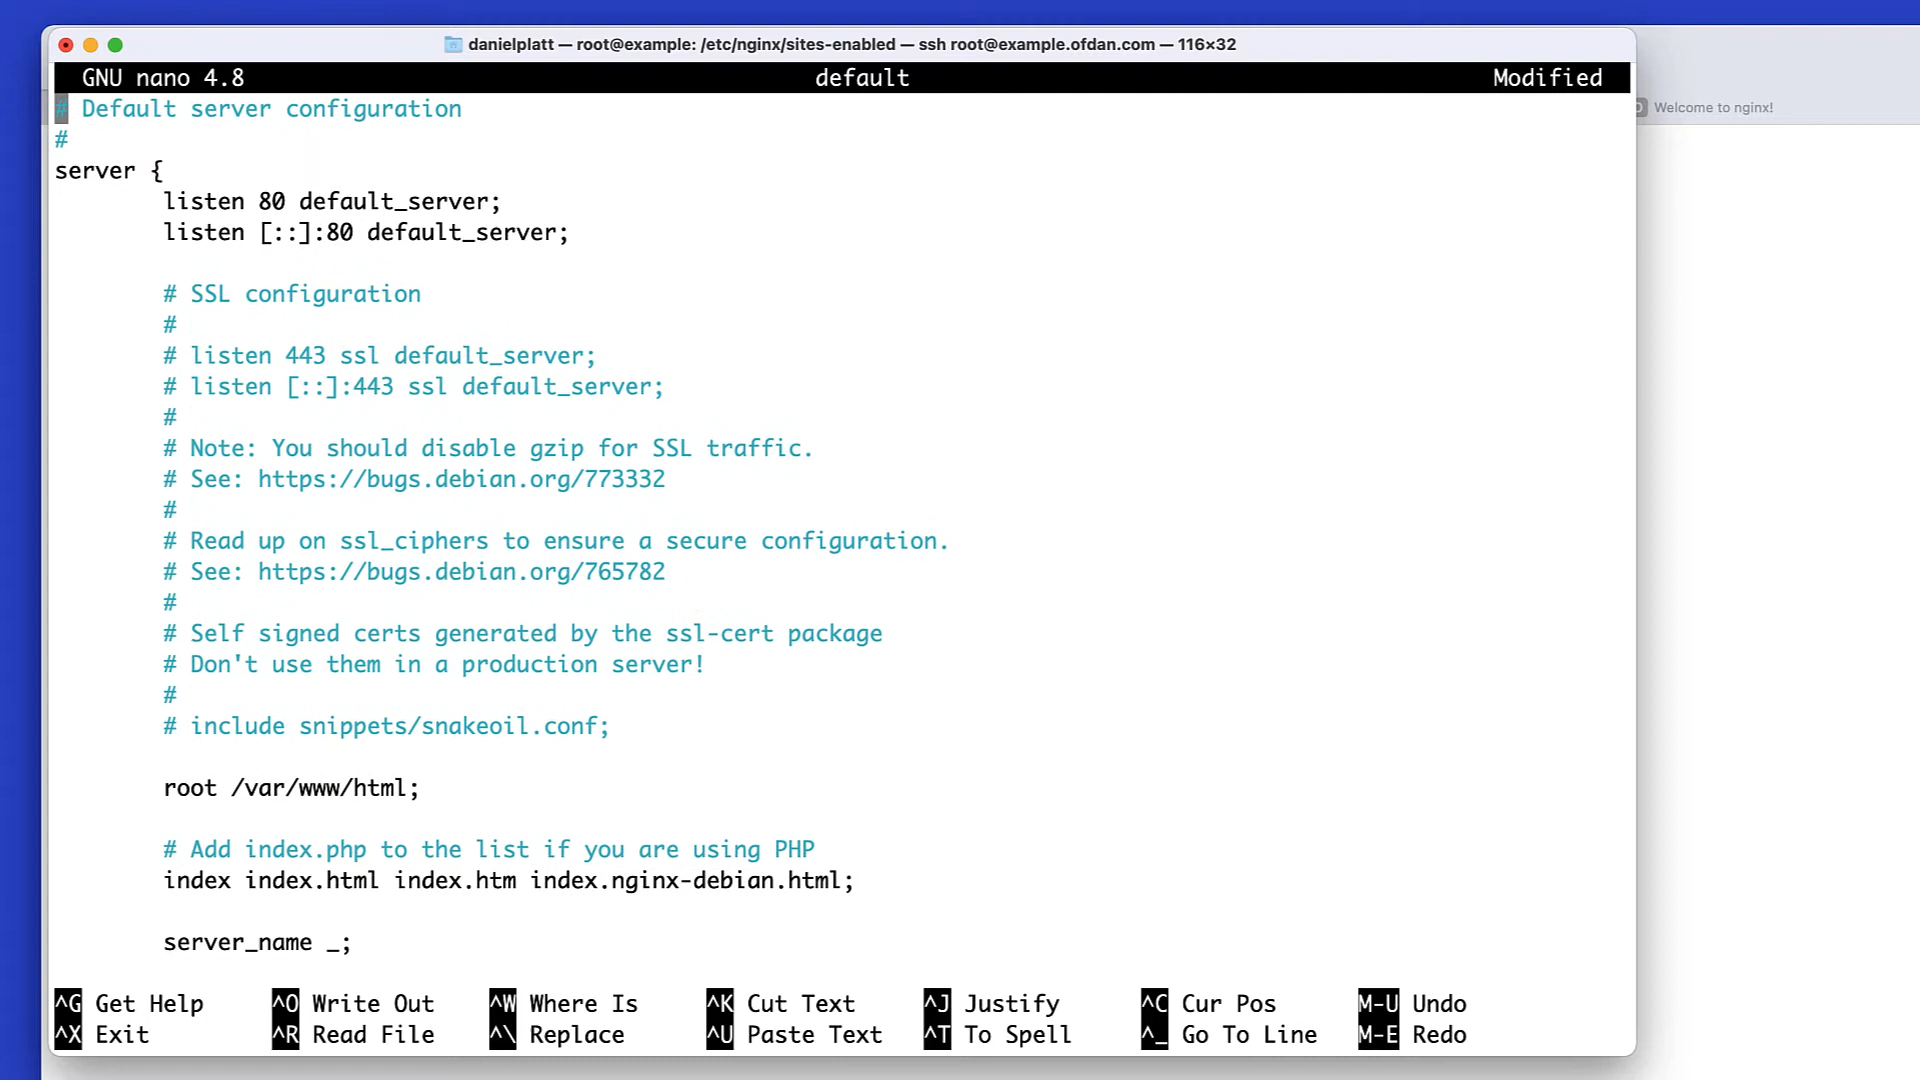 danielplatt — root@example: /etc/nginx/sites-enabled — ssh root@example.ofdan.com — 116×32
GNU nano 4.8 default Modified
Welcome to nginx!
# Default server configuration
#
server {
listen 80 default_server;
listen [::]:80 default_server;
# SSL configuration
#
# listen 443 ssl default_server;
# listen [::]:443 ssl default_server;
#
# Note: You should disable gzip for SSL traffic.
# See: https://bugs.debian.org/773332
#
# Read up on ssl_ciphers to ensure a secure configuration.
# See: https://bugs.debian.org/765782
#
# Self signed certs generated by the ssl-cert package
# Don't use them in a production server!
#
# include snippets/snakeoil.conf;
root /var/www/html;
# Add index.php to the list if you are using PHP
index index.html index.htm index.nginx-debian.html;
server_name _;
^G Get Help ^O Write Out ^W Where Is ^K Cut Text ^J Justify ^C Cur Pos M-U Undo
^X Exit ^R Read File ^\ Replace ^U Paste Text ^T To Spell ^_ Go To Line M-E Redo